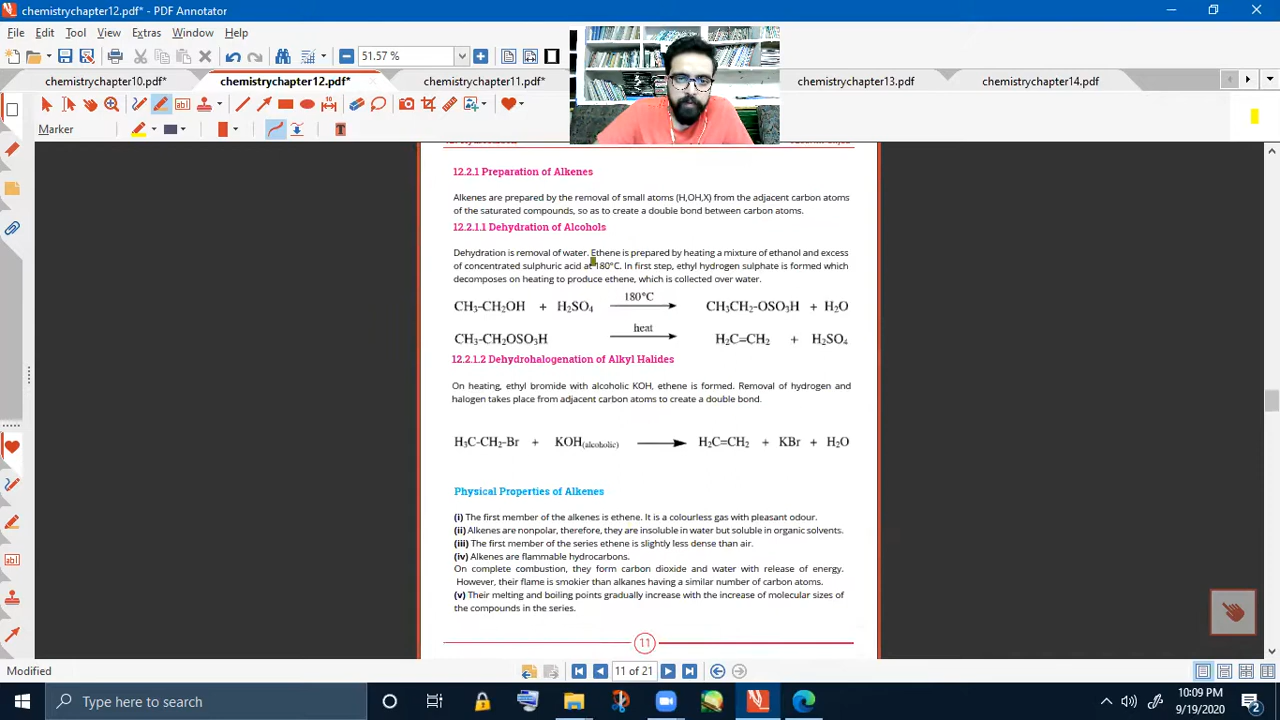 chemistrychapter12.pdf* - PDF Annotator
File Edit Tool View Extras Window Help
51.57 %
chemistrychapter10.pdf* chemistrychapter12.pdf* chemistrychapter11.pdf* chemistrychapter13.pdf chemistrychapter14.pdf
Marker
12.2.1 Preparation of Alkenes
Alkenes are prepared by the removal of small atoms (H,OH,X) from the adjacent carbon atoms
of the saturated compounds, so as to create a double bond between carbon atoms.
12.2.1.1 Dehydration of Alcohols
Dehydration is removal of water. Ethene is prepared by heating a mixture of ethanol and excess
of concentrated sulphuric acid at 180°C. In first step, ethyl hydrogen sulphate is formed which
decomposes on heating to produce ethene, which is collected over water.
180°C
CH₃-CH₂OH + H₂SO₄ ⟶ CH₃CH₂-OSO₃H + H₂O
heat
CH₃-CH₂OSO₃H ⟶ H₂C=CH₂ + H₂SO₄
12.2.1.2 Dehydrohalogenation of Alkyl Halides
On heating, ethyl bromide with alcoholic KOH, ethene is formed. Removal of hydrogen and
halogen takes place from adjacent carbon atoms to create a double bond.
H₃C-CH₂-Br + KOH(alcoholic) ⟶ H₂C=CH₂ + KBr + H₂O
Physical Properties of Alkenes
(i) The first member of the alkenes is ethene. It is a colourless gas with pleasant odour.
(ii) Alkenes are nonpolar, therefore, they are insoluble in water but soluble in organic solvents.
(iii) The first member of the series ethene is slightly less dense than air.
(iv) Alkenes are flammable hydrocarbons.
On complete combustion, they form carbon dioxide and water with release of energy.
However, their flame is smokier than alkanes having a similar number of carbon atoms.
(v) Their melting and boiling points gradually increase with the increase of molecular sizes of
the compounds in the series.
11
Modified
11 of 21
Type here to search
10:09 PM
9/19/2020
2